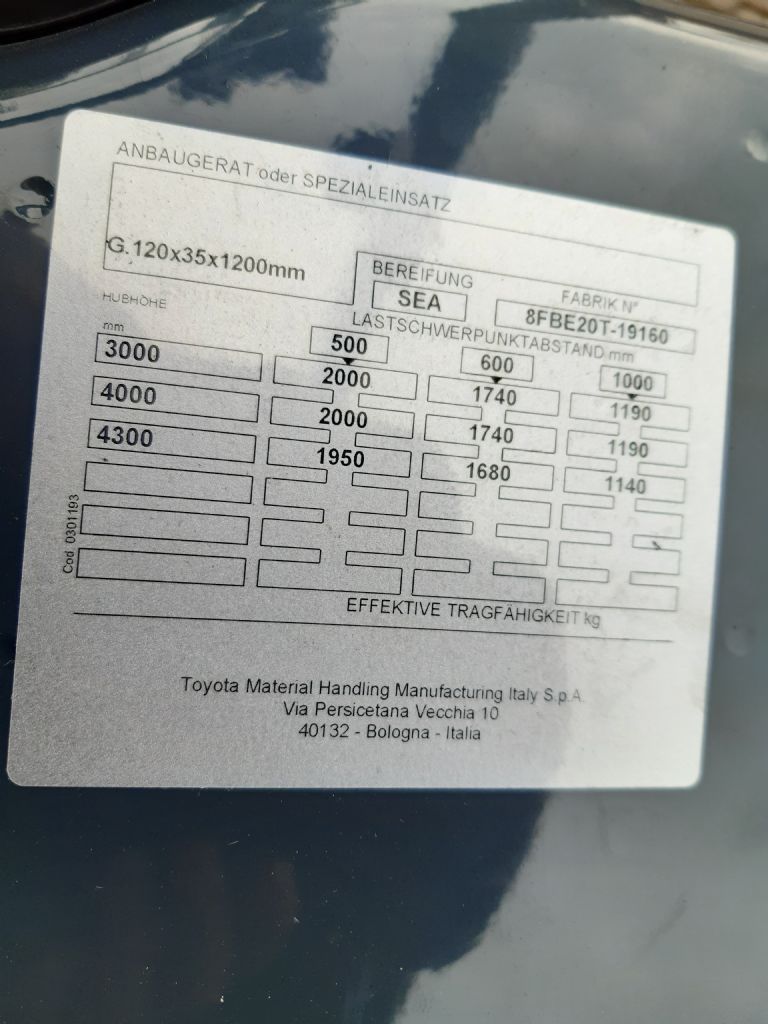 ANBAUGERAT oder SPEZIALEINSATZ
G.120x35x1200mm
BEREIFUNG
SEA
FABRIK N°
8FBE20T-19160
HUBHÖHE
mm
LASTSCHWERPUNKTABSTAND mm
500 600 1000
3000 2000 1740 1190
4000 2000 1740 1190
4300 1950 1680 1140
Cod 0301193
EFFEKTIVE TRAGFÄHIGKEIT kg
Toyota Material Handling Manufacturing Italy S.p.A.
Via Persicetana Vecchia 10
40132 - Bologna - Italia